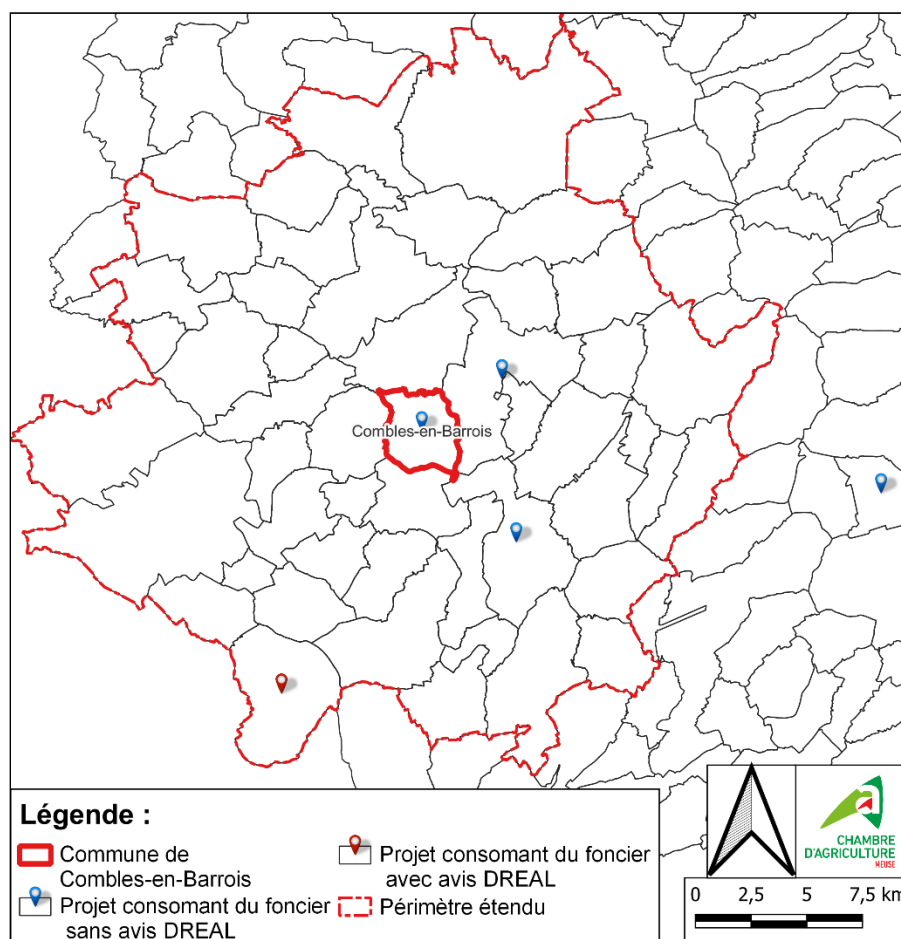 Combles-en-Barrois
Légende :
Commune de
Combles-en-Barrois
Projet consomant du foncier
sans avis DREAL
Projet consomant du foncier
avec avis DREAL
Périmètre étendu
CHAMBRE
D'AGRICULTURE
MEUSE
0 2,5 5 7,5 km